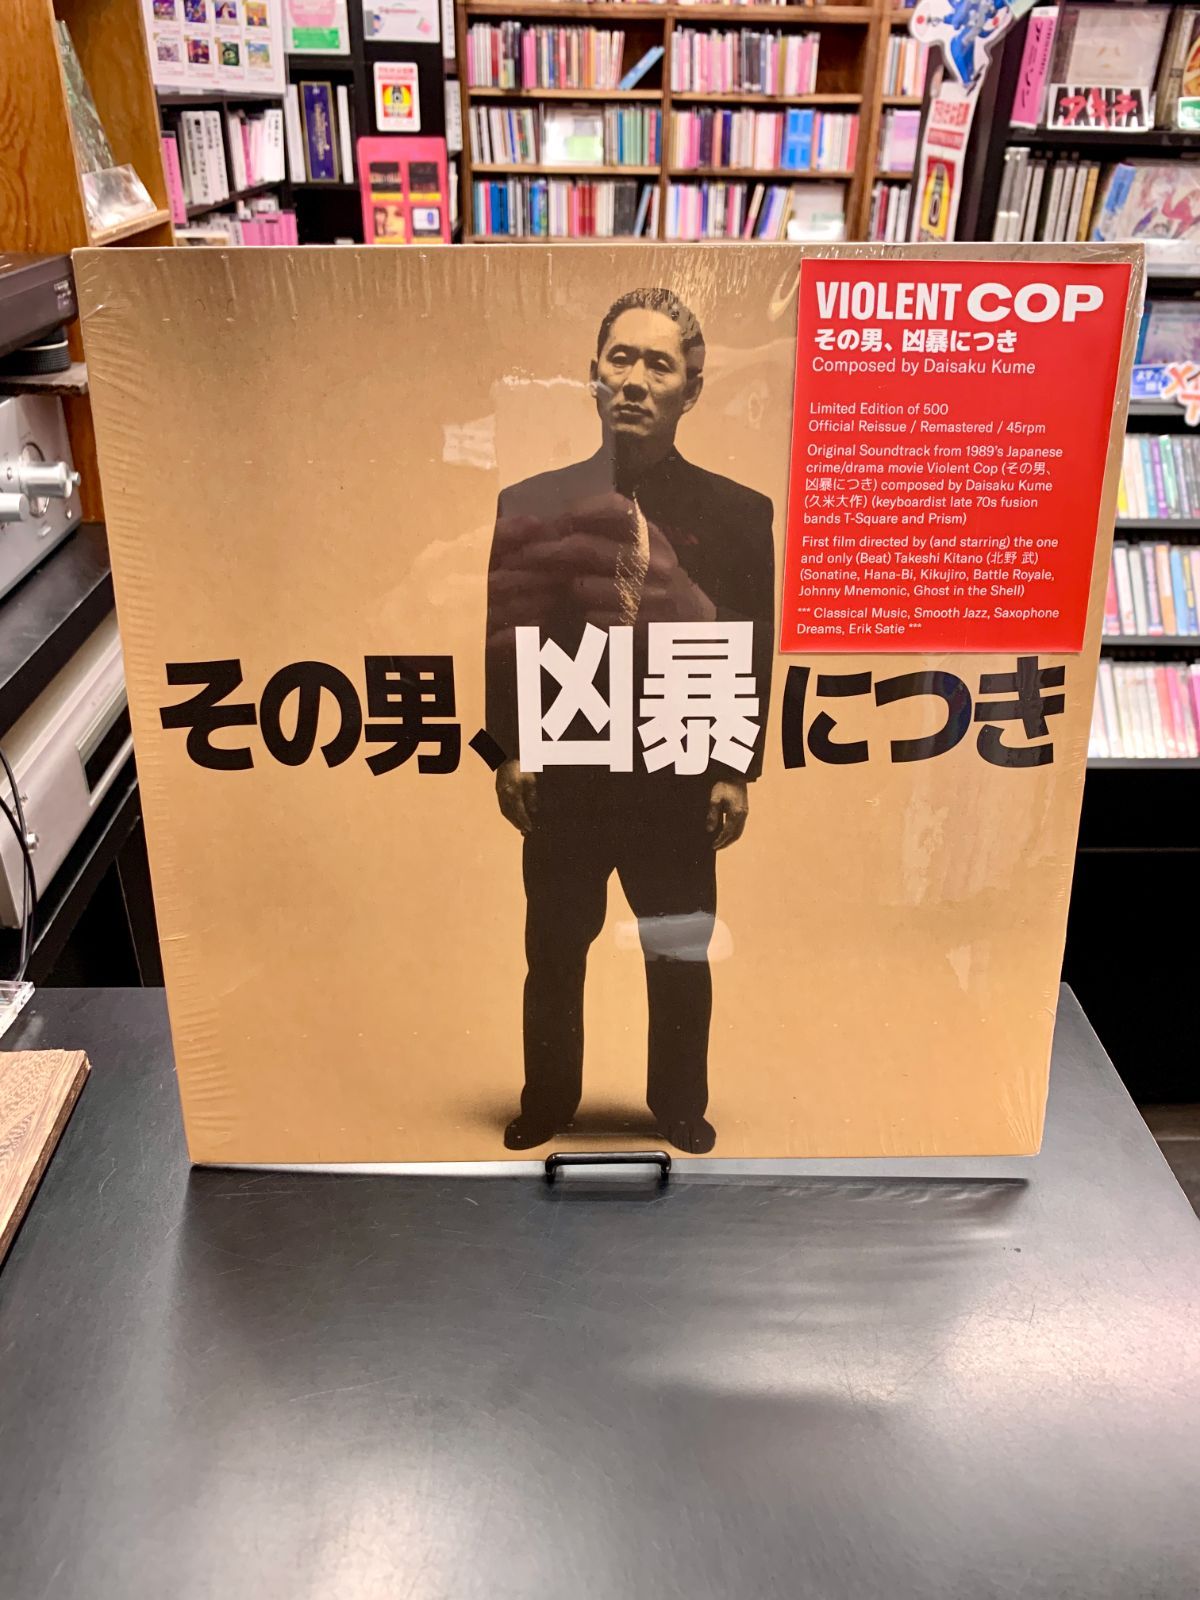 VIOLENT COP
その男、凶暴につき
Composed by Daisaku Kume
Limited Edition of 500
Official Reissue / Remastered / 45rpm
Original Soundtrack from 1989's Japanese
crime/drama movie Violent Cop (その男、
凶暴につき) composed by Daisaku Kume
(久米大作) (keyboardist late 70s fusion
bands T-Square and Prism)
First film directed by (and starring) the one
and only (Beat) Takeshi Kitano (北野 武)
(Sonatine, Hana-Bi, Kikujiro, Battle Royale,
Johnny Mnemonic, Ghost in the Shell)
*** Classical Music, Smooth Jazz, Saxophone
Dreams, Erik Satie ***
その男、凶暴につき